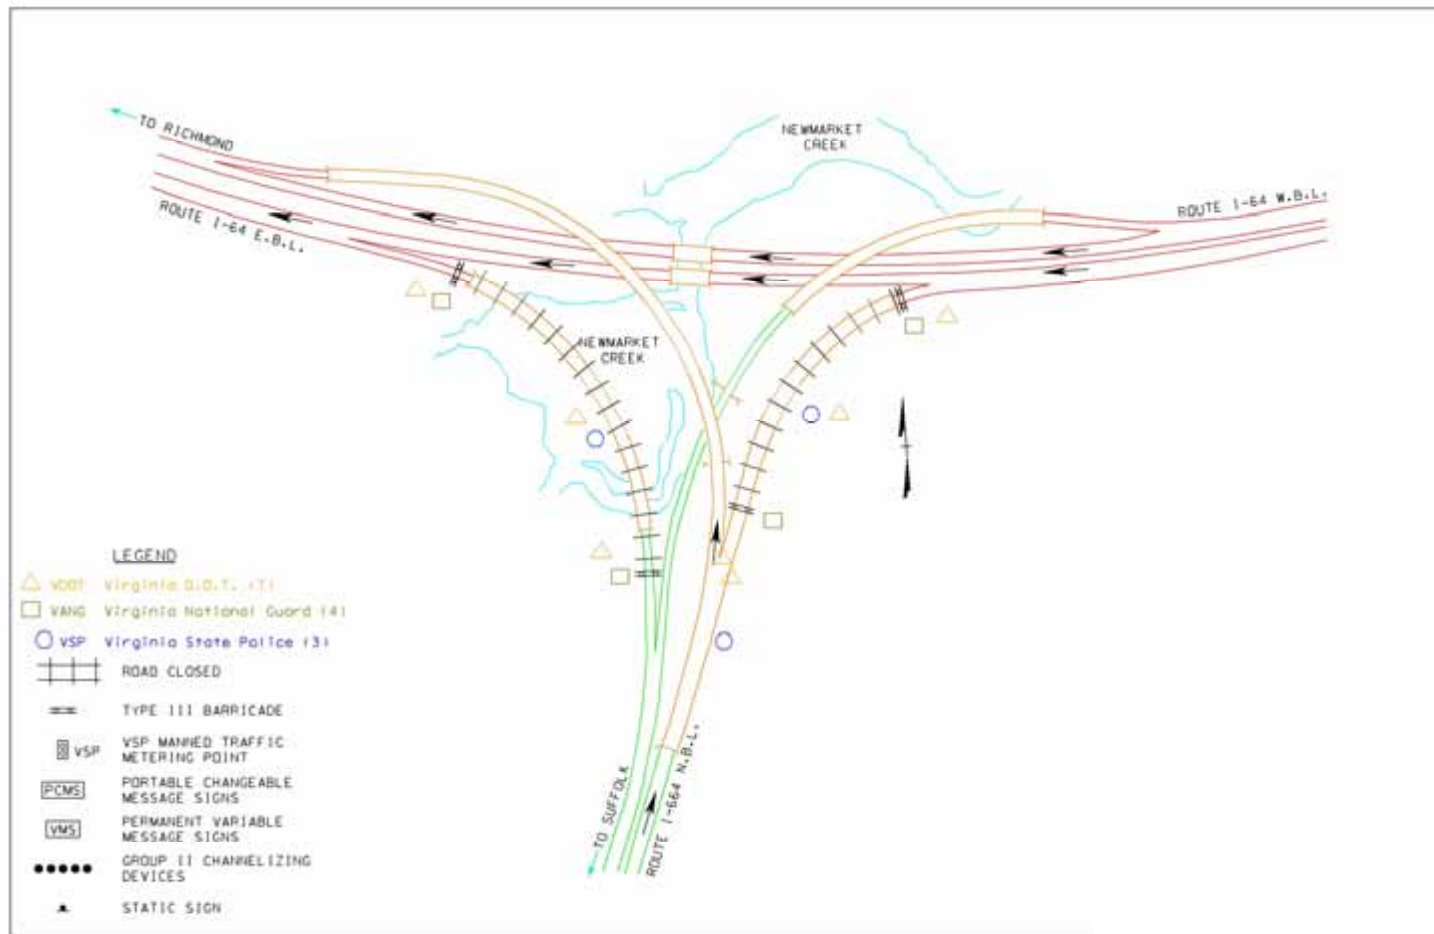 TO RICHMOND
ROUTE I-64 E.B.L.
NEWMARKET
CREEK
ROUTE I-64 W.B.L.
NEWMARKET
CREEK
TO SUFFOLK
ROUTE I-664 N.B.L.
LEGEND
VDOT Virginia D.O.T. (7)
VANG Virginia National Guard (4)
VSP Virginia State Police (3)
ROAD CLOSED
TYPE III BARRICADE
VSP VSP MANNED TRAFFIC
METERING POINT
PCMS PORTABLE CHANGEABLE
MESSAGE SIGNS
VMS PERMANENT VARIABLE
MESSAGE SIGNS
GROUP II CHANNELIZING
DEVICES
STATIC SIGN